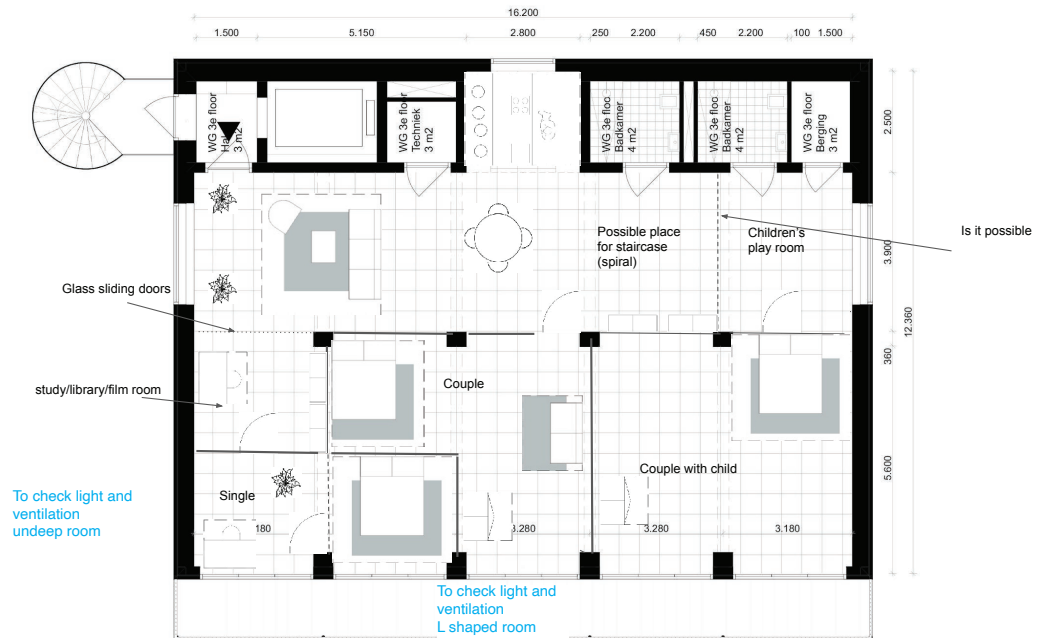 16.200
1.500
5.150
2.800
250
2.200
450
2.200
100
1.500
WG 3e floor
Hal
3 m2
WG 3e floor
Techniek
3 m2
WG 3e floo
Badkamer
4 m2
WG 3e floo
Badkamer
4 m2
WG 3e floor
Berging
3 m2
2.500
3.900
12.360
360
5.600
Possible place
for staircase
(spiral)
Children's
play room
Is it possible
Glass sliding doors
study/library/film room
Couple
Couple with child
Single
To check light and
ventilation
undeep room
180
3.280
3.280
3.180
To check light and
ventilation
L shaped room